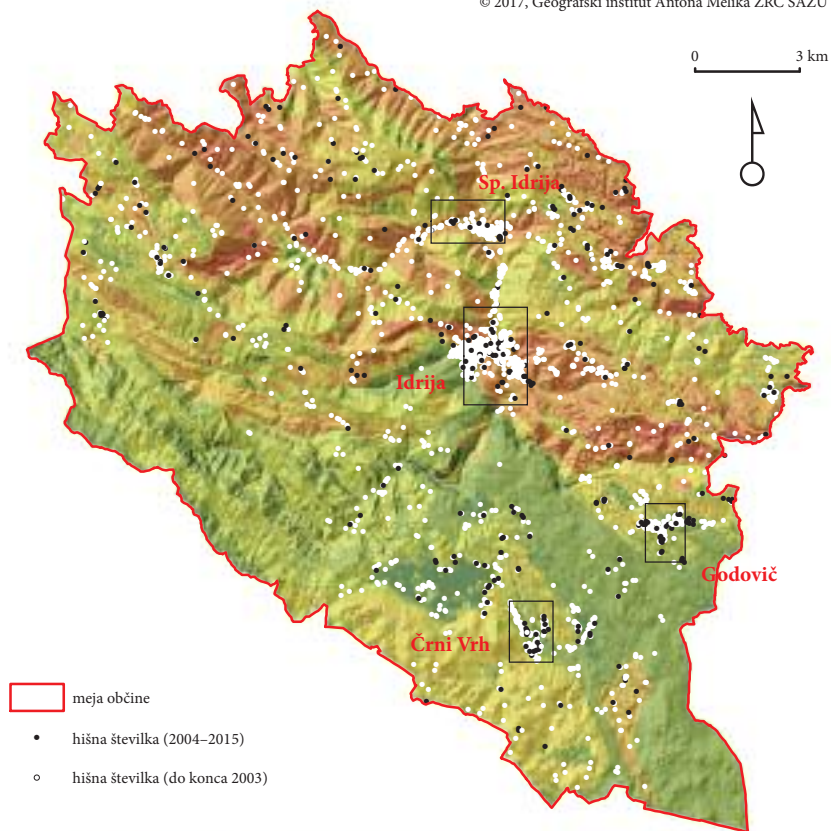 © 2017, Geografski inštitut Antona Melika ZRC SAZU
0 3 km
Sp. Idrija
Idrija
Godovič
Črni Vrh
meja občine
hišna številka (2004–2015)
hišna številka (do konca 2003)